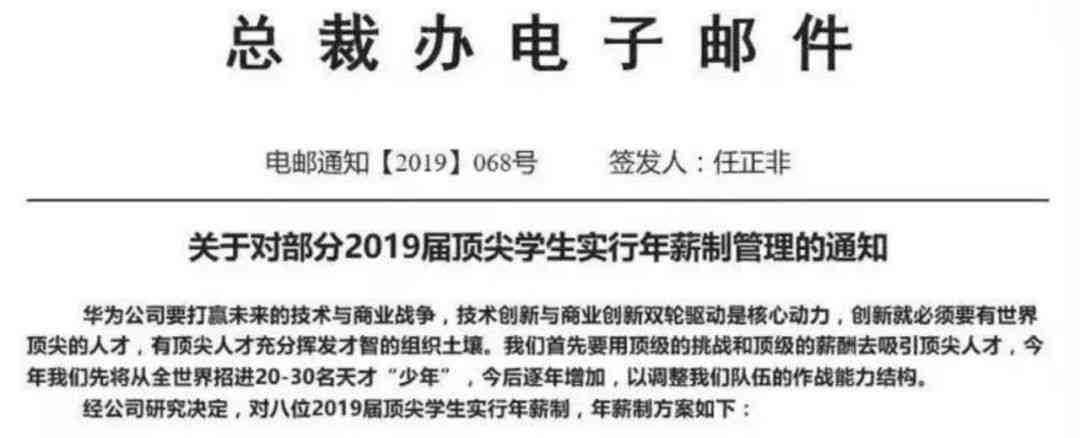 总裁办电子邮件
电邮通知【2019】068号 签发人：任正非
关于对部分2019届顶尖学生实行年薪制管理的通知
华为公司要打赢未来的技术与商业战争，技术创新与商业创新双轮驱动是核心动力，创新就必须要有世界
顶尖的人才，有顶尖人才充分挥发才智的组织土壤。我们首先要用顶级的挑战和顶级的薪酬去吸引顶尖人才，今
年我们先将从全世界招进20-30名天才“少年”，今后逐年增加，以调整我们队伍的作战能力结构。
经公司研究决定，对八位2019届顶尖学生实行年薪制，年薪制方案如下：